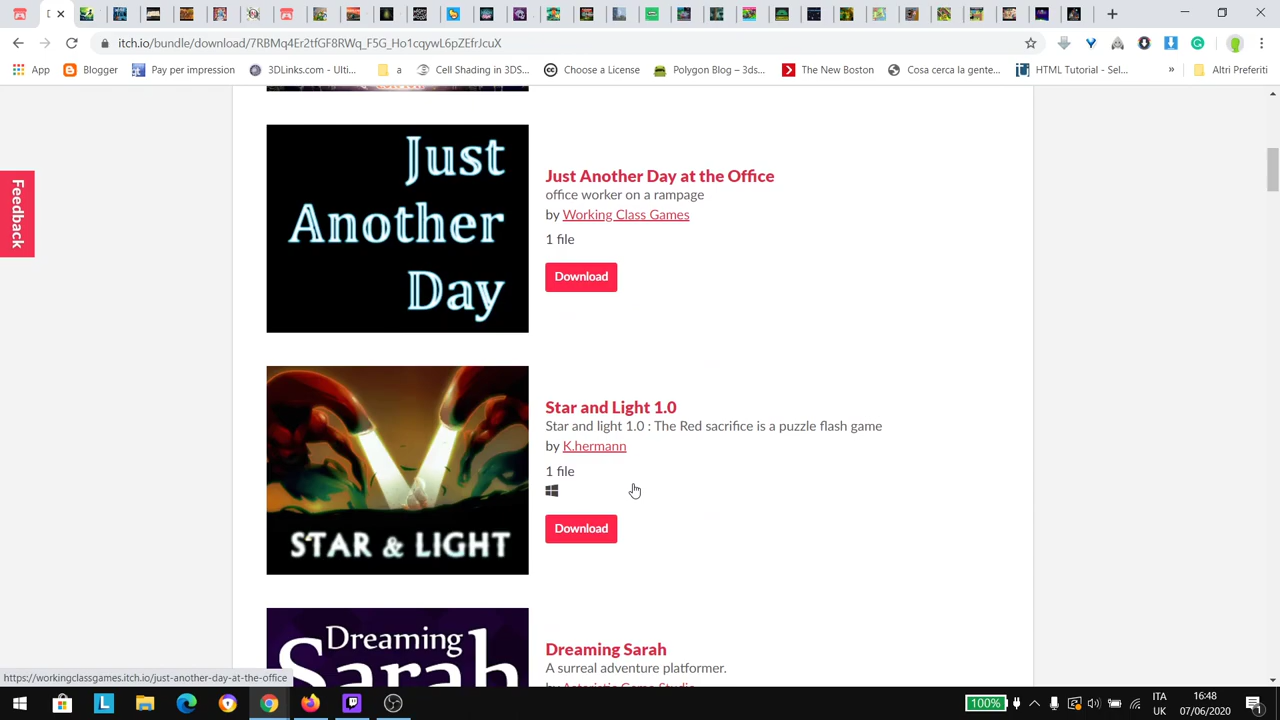 itch.io/bundle/download/7RBMq4Er2tfGF8RWq_F5G_Ho1cqywL6pZEfrJcuX
App
Blogger
Pay per impression
3DLinks.com - Ulti...
a
Cell Shading in 3DS...
Choose a License
Polygon Blog – 3ds...
The New Boston
Cosa cerca la gente...
HTML Tutorial - Sel...
»
Altri Preferiti
Feedback
Just
Another
Day
Just Another Day at the Office
office worker on a rampage
by Working Class Games
1 file
Download
STAR & LIGHT
Star and Light 1.0
Star and light 1.0 : The Red sacrifice is a puzzle flash game
by K.hermann
1 file
Download
Dreaming
Sarah
Dreaming Sarah
A surreal adventure platformer.
by Asteristic Game Studio
https://workingclassgames.itch.io/just-another-day-at-the-office
100%
ITA
UK
16:48
07/06/2020